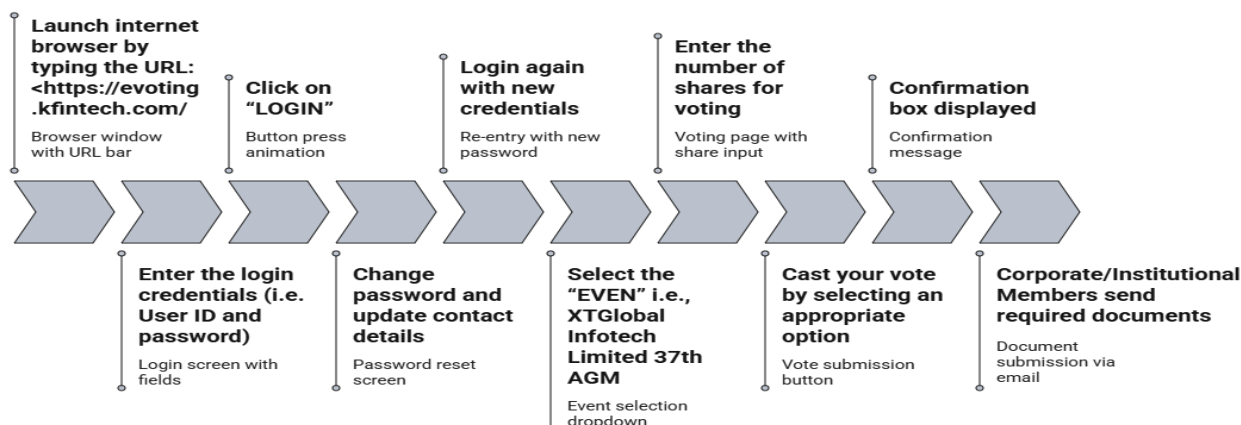 Launch internet
browser by
typing the URL:
<https://evoting
.kfintech.com/
Browser window
with URL bar
Enter the login
credentials (i.e.
User ID and
password)
Login screen with
fields
Click on
“LOGIN”
Button press
animation
Change
password and
update contact
details
Password reset
screen
Login again
with new
credentials
Re-entry with new
password
Select the
“EVEN” i.e.,
XTGlobal
Infotech
Limited 37th
AGM
Event selection
dropdown
Enter the
number of
shares for
voting
Voting page with
share input
Cast your vote
by selecting an
appropriate
option
Vote submission
button
Confirmation
box displayed
Confirmation
message
Corporate/Institutional
Members send
required documents
Document
submission via
email